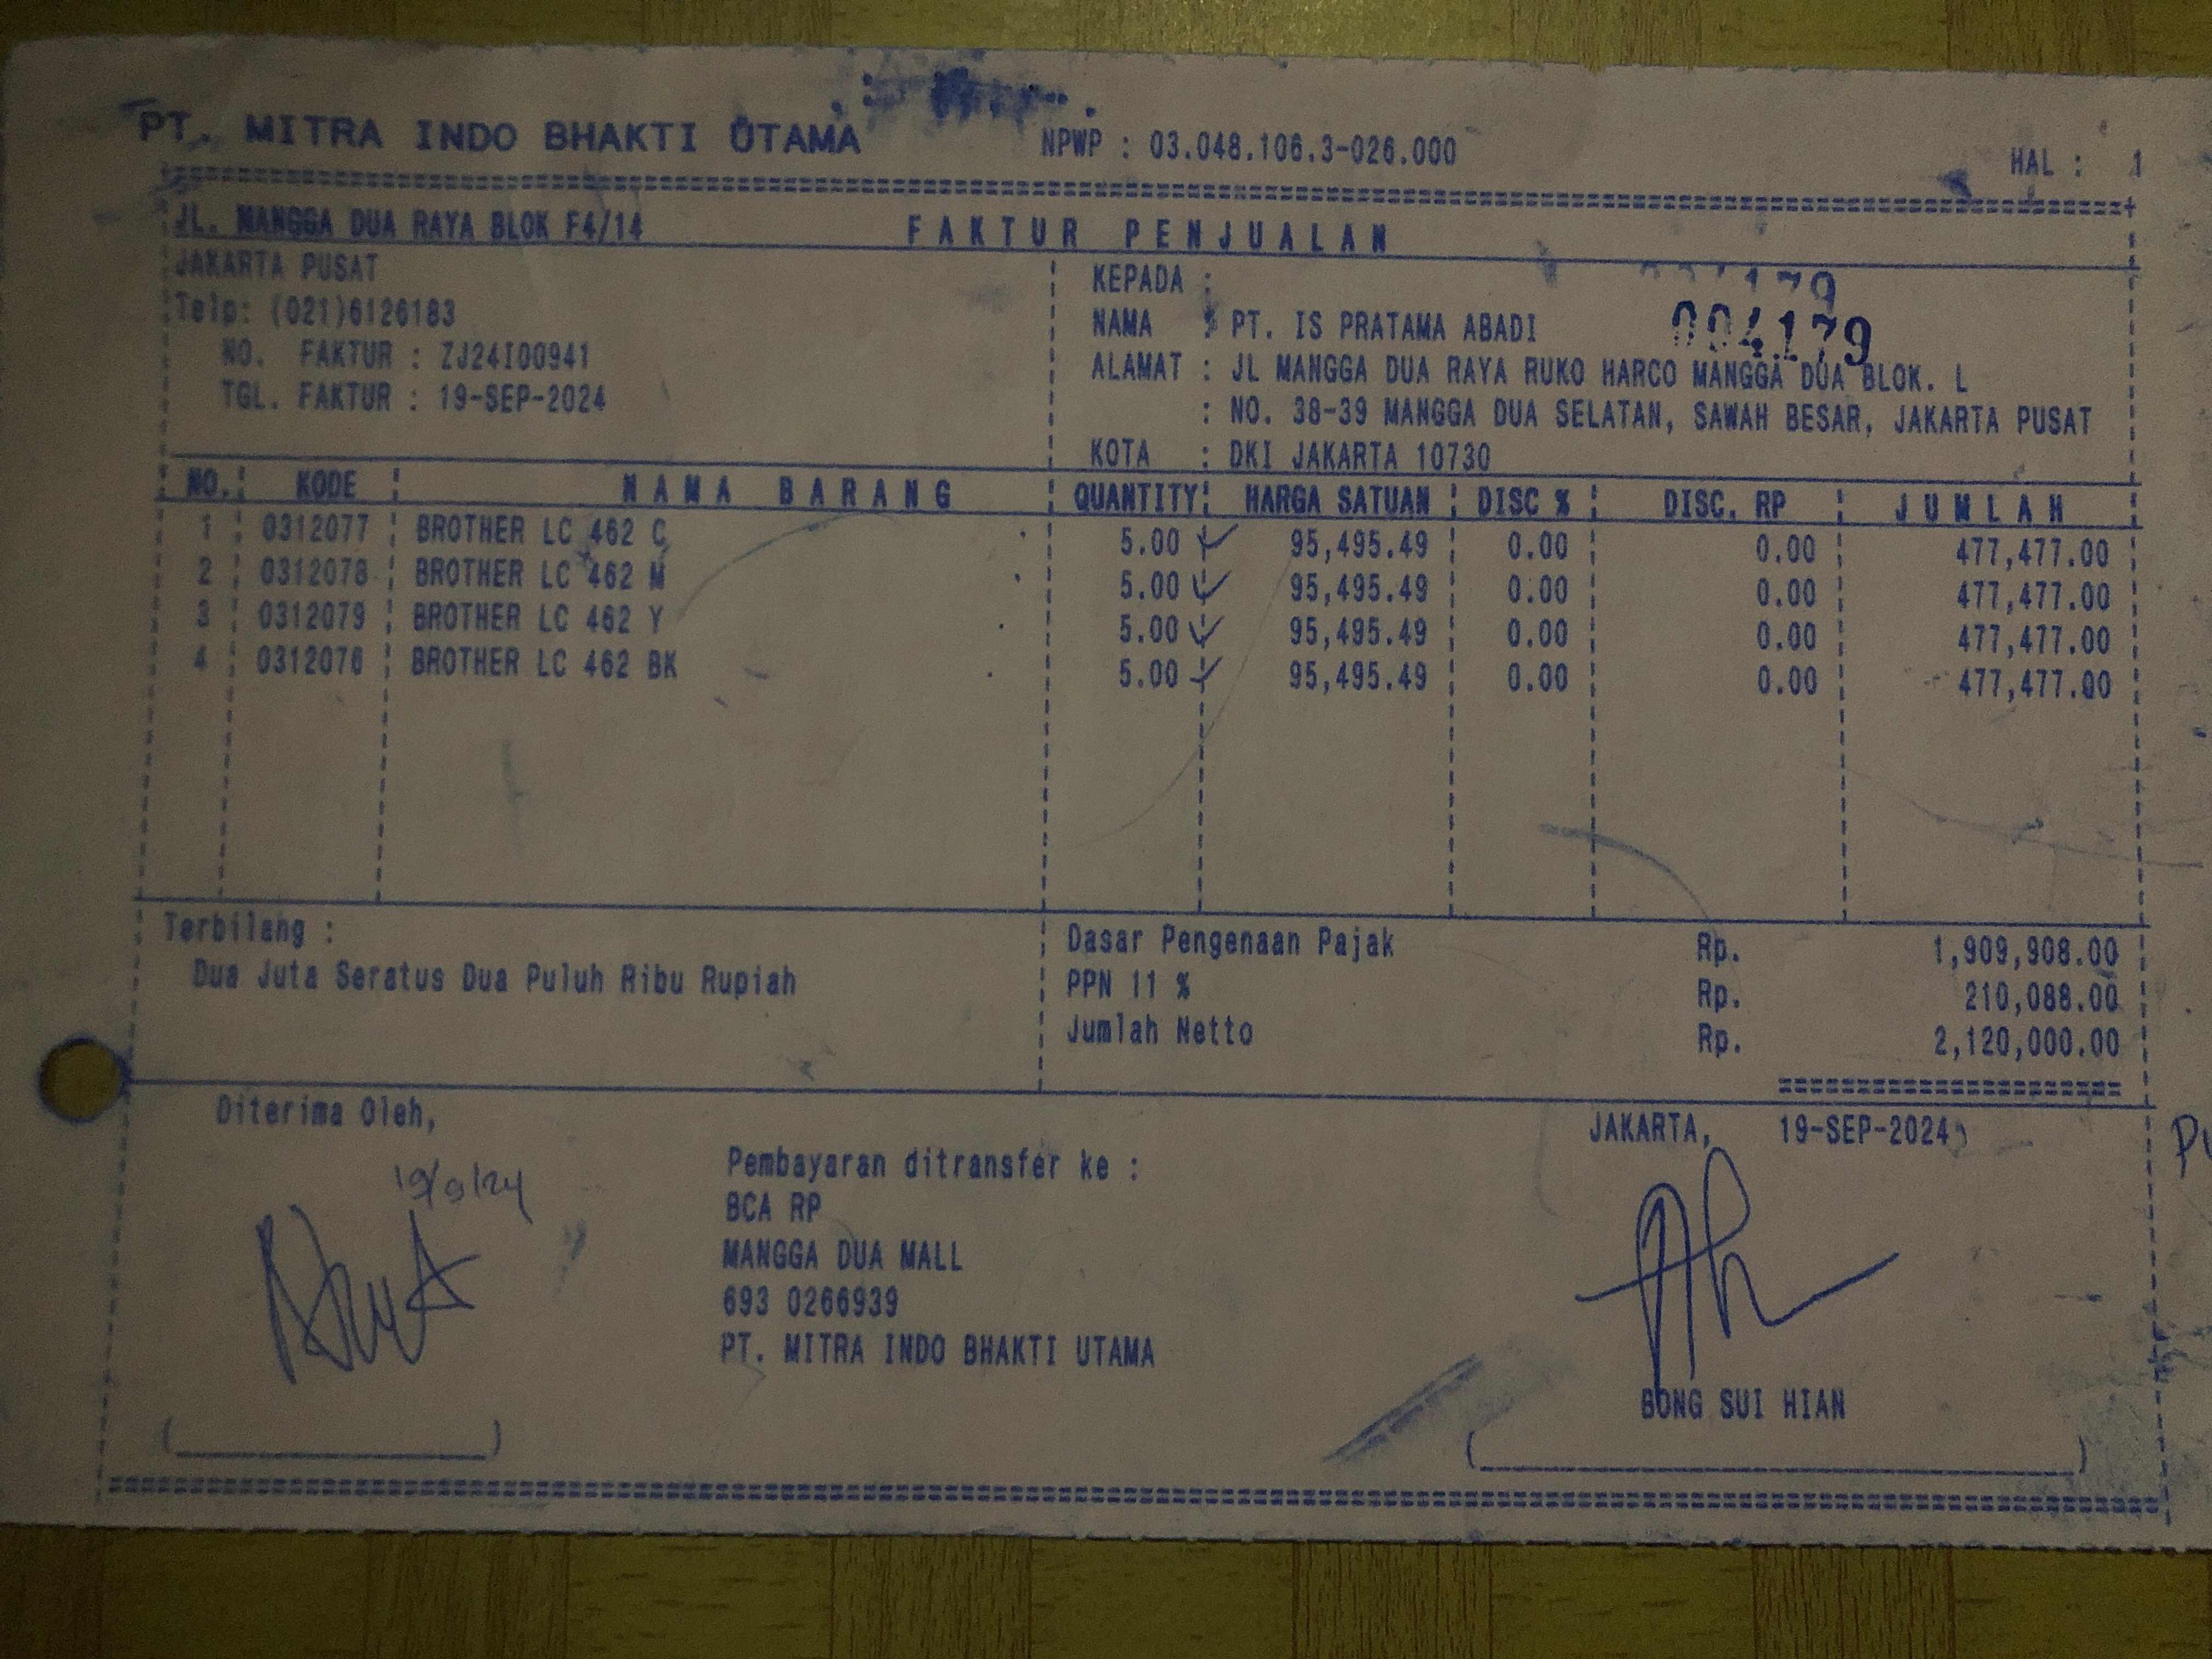 PT. MITRA INDO BHAKTI UTAMA NPWP : 03.048.106.3-026.000 HAL : 1
JL. MANGGA DUA RAYA BLOK F4/14 FAKTUR PENJUALAN
JAKARTA PUSAT
Telp: (021)6126183
NO. FAKTUR : ZJ24I00941
TGL. FAKTUR : 19-SEP-2024
KEPADA :
179
004179
NAMA : PT. IS PRATAMA ABADI
ALAMAT : JL MANGGA DUA RAYA RUKO HARCO MANGGA DUA BLOK. L
: NO. 38-39 MANGGA DUA SELATAN, SAWAH BESAR, JAKARTA PUSAT
KOTA : DKI JAKARTA 10730
NO. KODE NAMA BARANG QUANTITY HARGA SATUAN DISC % DISC. RP JUMLAH
1 0312077 BROTHER LC 462 C 5.00 95,495.49 0.00 0.00 477,477.00
2 0312078 BROTHER LC 462 M 5.00 95,495.49 0.00 0.00 477,477.00
3 0312079 BROTHER LC 462 Y 5.00 95,495.49 0.00 0.00 477,477.00
4 0312076 BROTHER LC 462 BK 5.00 95,495.49 0.00 0.00 477,477.00
Terbilang :
Dua Juta Seratus Dua Puluh Ribu Rupiah
Dasar Pengenaan Pajak Rp. 1,909,908.00
PPN 11 % Rp. 210,088.00
Jumlah Netto Rp. 2,120,000.00
Diterima Oleh,
19/9/24
Pembayaran ditransfer ke :
BCA RP
MANGGA DUA MALL
693 0266939
PT. MITRA INDO BHAKTI UTAMA
JAKARTA, 19-SEP-2024
BONG SUI HIAN